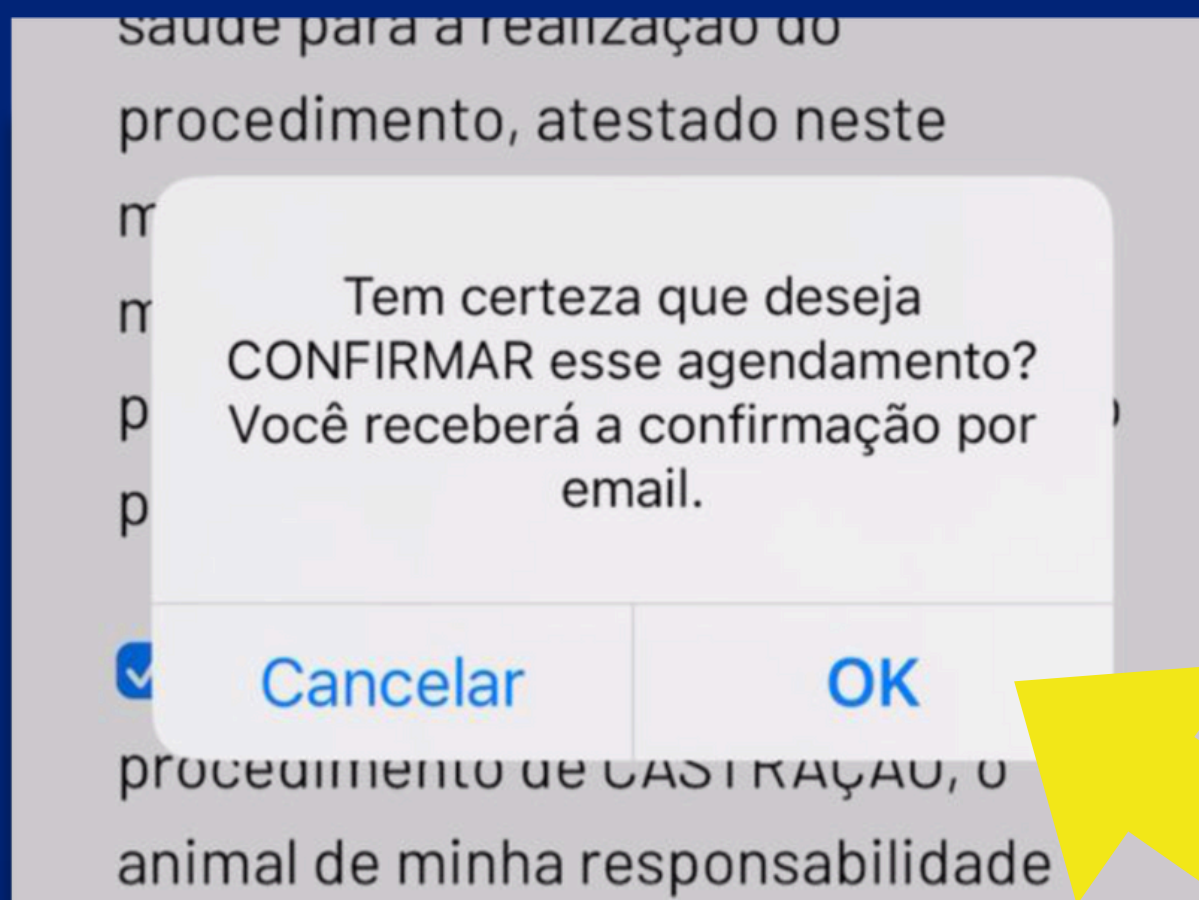 saúde para a realização do
procedimento, atestado neste
Tem certeza que deseja
CONFIRMAR esse agendamento?
Você receberá a confirmação por
email.
Cancelar
OK
procedimento de CASTRAÇÃO, o
animal de minha responsabilidade